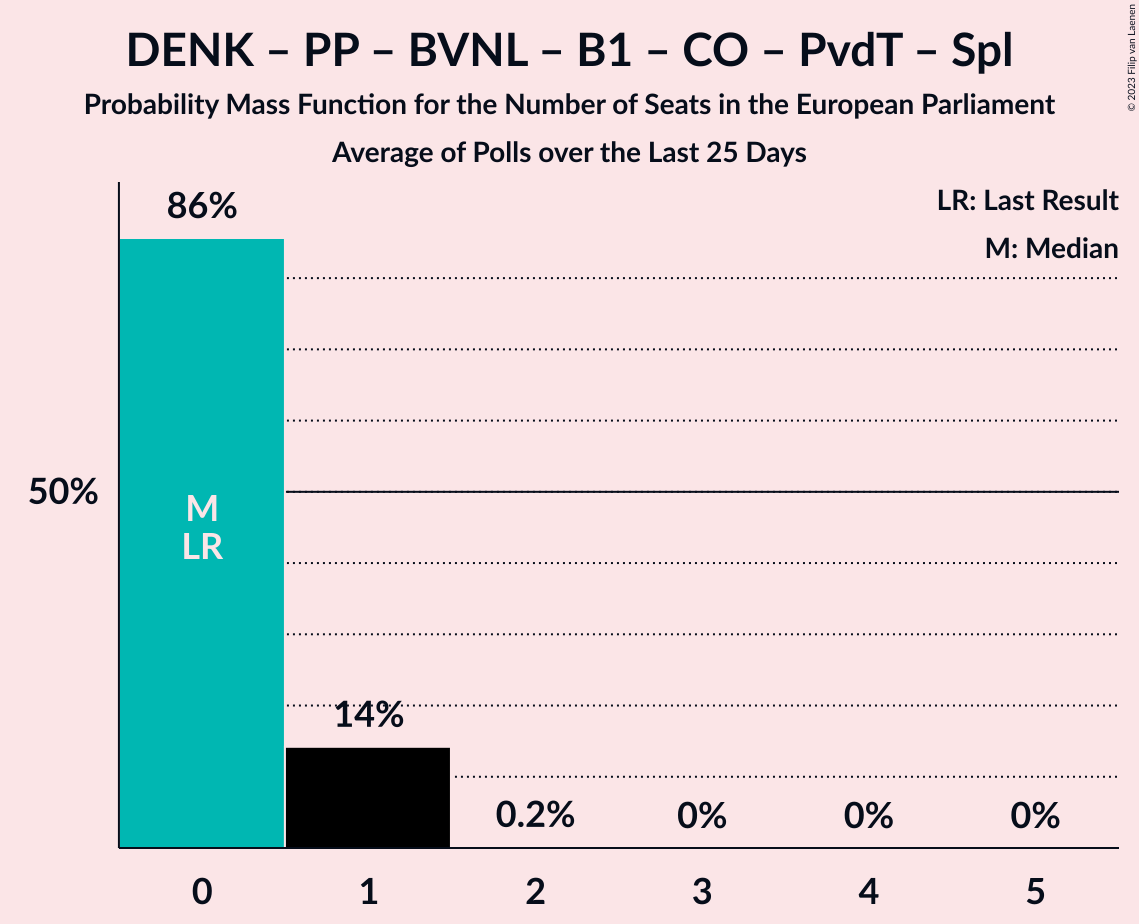 DENK – PP – BVNL – B1 – CO – PvdT – Spl
Probability Mass Function for the Number of Seats in the European Parliament
Average of Polls over the Last 25 Days
© 2023 Filip van Laenen
LR: Last Result
M: Median
86%
50%
M
LR
14%
0.2%
0%
0%
0%
0
1
2
3
4
5